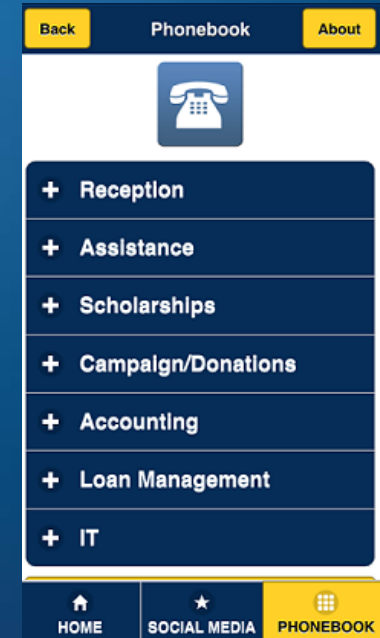 Back Phonebook About
+ Reception
+ Assistance
+ Scholarships
+ Campaign/Donations
+ Accounting
+ Loan Management
+ IT
HOME SOCIAL MEDIA PHONEBOOK